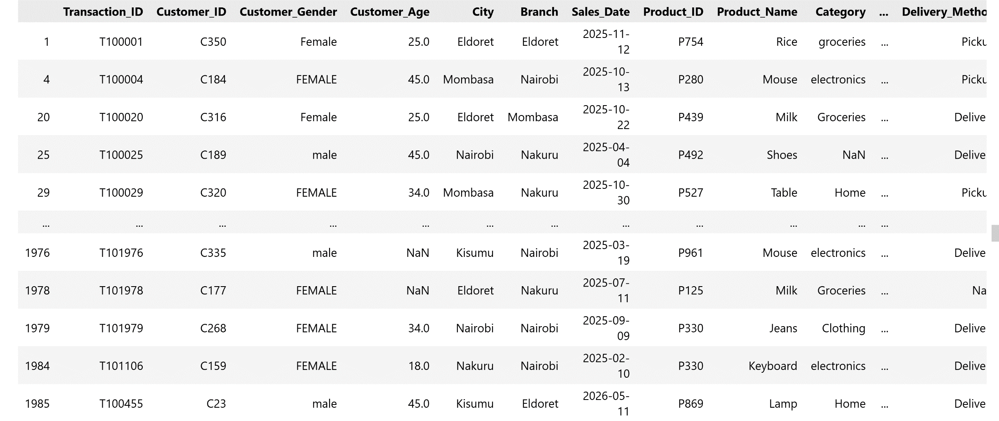 Transaction_ID Customer_ID Customer_Gender Customer_Age City Branch Sales_Date Product_ID Product_Name Category ... Delivery_Metho
1 T100001 C350 Female 25.0 Eldoret Eldoret 2025-11-12 P754 Rice groceries ... Picku
4 T100004 C184 FEMALE 45.0 Mombasa Nairobi 2025-10-13 P280 Mouse electronics ... Picku
20 T100020 C316 Female 25.0 Eldoret Mombasa 2025-10-22 P439 Milk Groceries ... Delive
25 T100025 C189 male 45.0 Nairobi Nakuru 2025-04-04 P492 Shoes NaN ... Delive
29 T100029 C320 FEMALE 34.0 Mombasa Nakuru 2025-10-30 P527 Table Home ... Picku
... ... ... ... ... ... ... ... ... ... ... ...
1976 T101976 C335 male NaN Kisumu Nairobi 2025-03-19 P961 Mouse electronics ... Delive
1978 T101978 C177 FEMALE NaN Eldoret Nakuru 2025-07-11 P125 Milk Groceries ... Na
1979 T101979 C268 FEMALE 34.0 Nairobi Nairobi 2025-09-09 P330 Jeans Clothing ... Delive
1984 T101106 C159 FEMALE 18.0 Nakuru Nairobi 2025-02-10 P330 Keyboard electronics ... Delive
1985 T100455 C23 male 45.0 Kisumu Eldoret 2026-05-11 P869 Lamp Home ... Delive